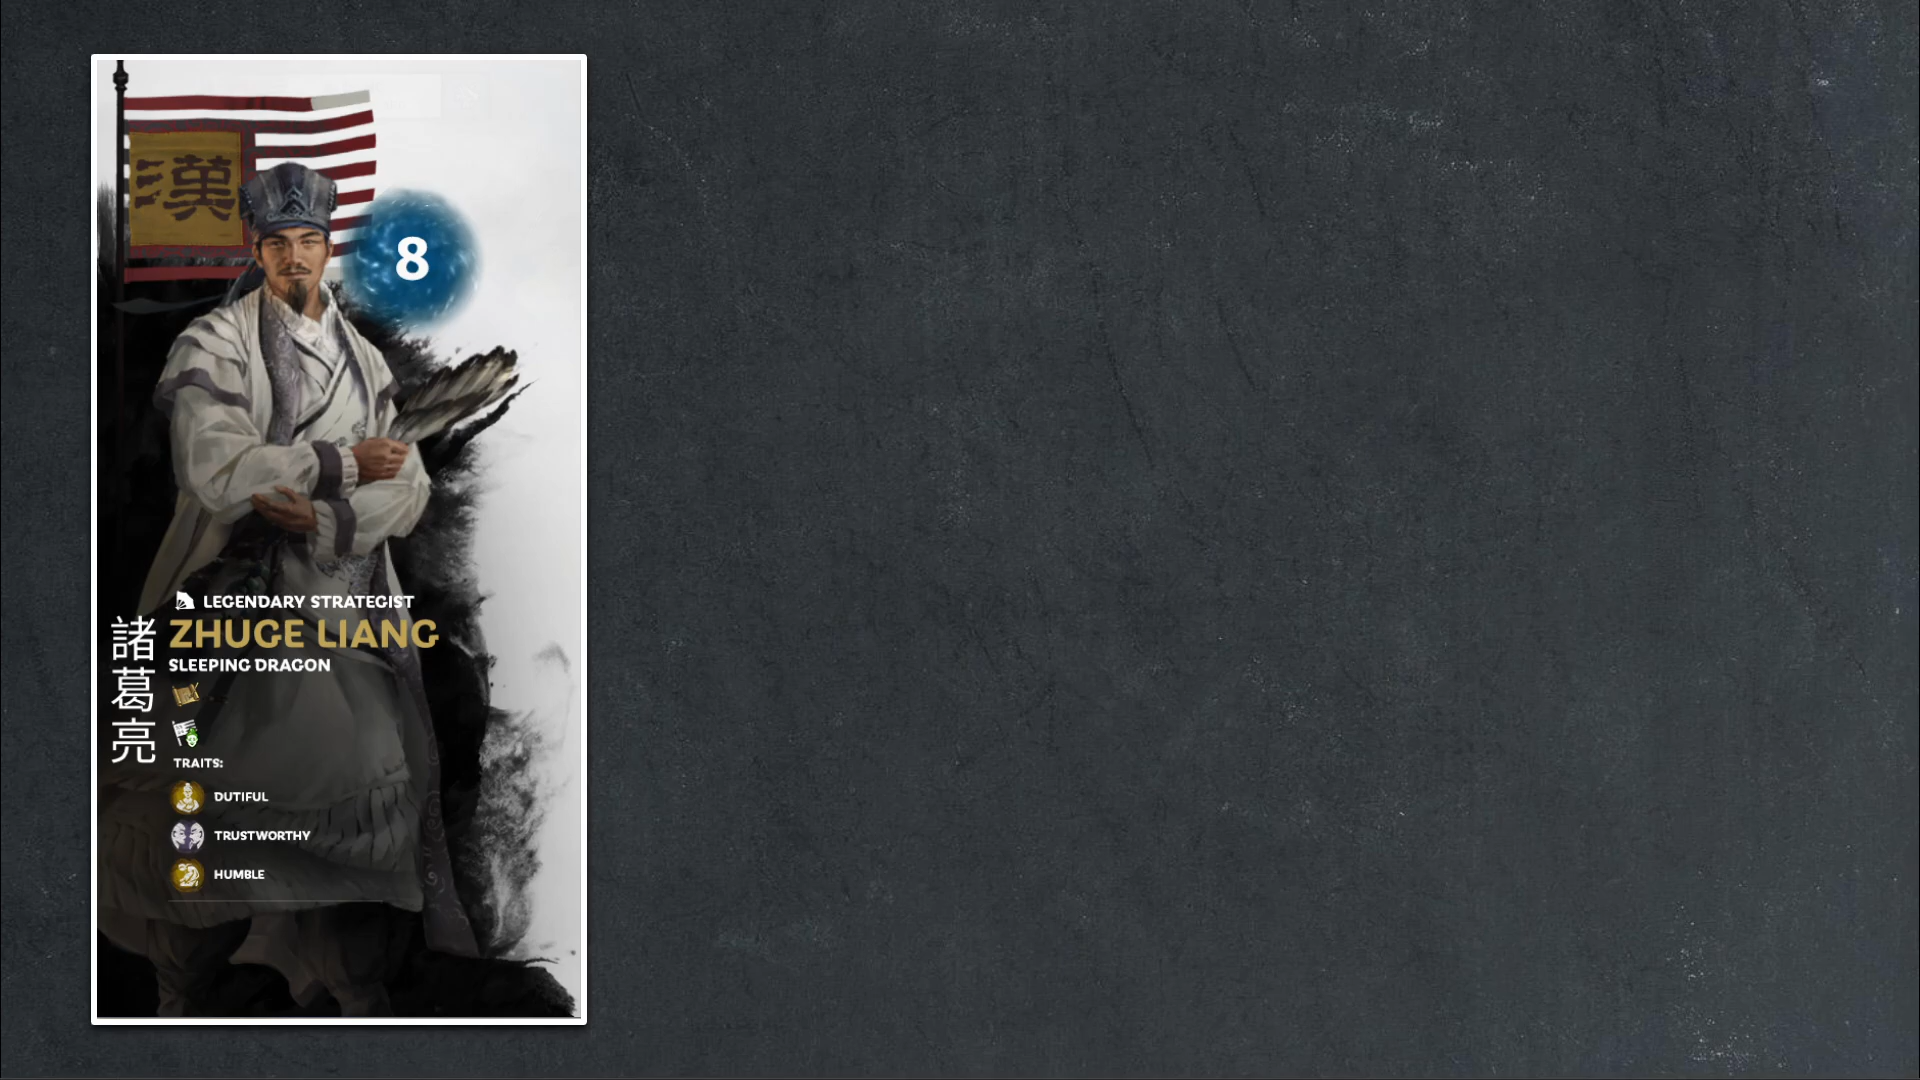 漢
8
LEGENDARY STRATEGIST
ZHUGE LIANG
SLEEPING DRAGON
諸葛亮
TRAITS:
DUTIFUL
TRUSTWORTHY
HUMBLE